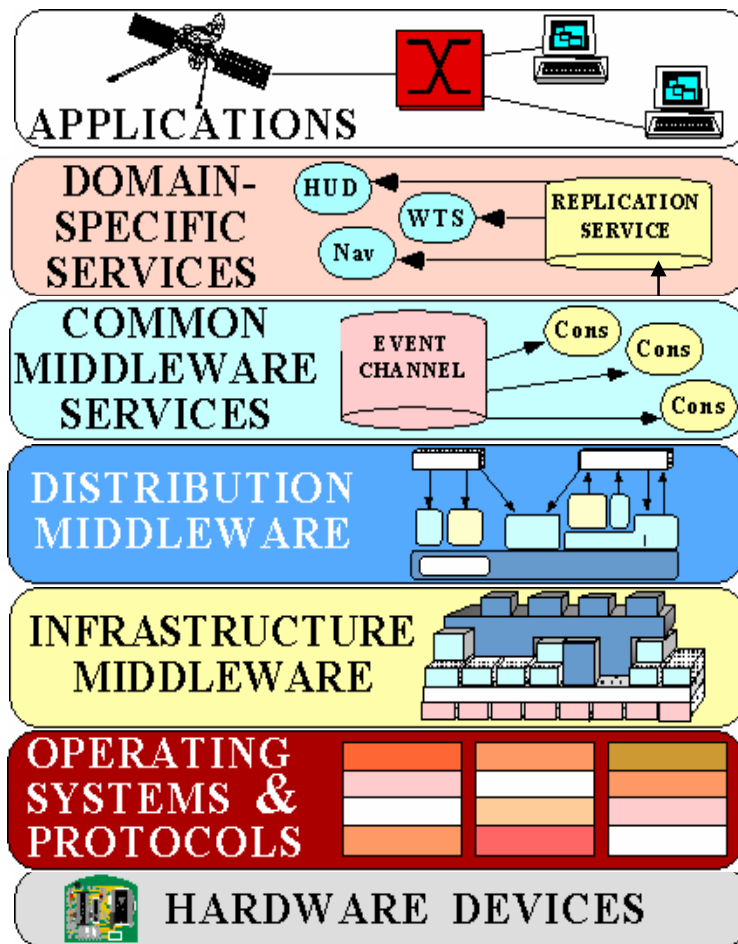 APPLICATIONS
DOMAIN-
SPECIFIC
SERVICES
HUD
WTS
Nav
REPLICATION
SERVICE
COMMON
MIDDLEWARE
SERVICES
EVENT
CHANNEL
Cons
Cons
Cons
DISTRIBUTION
MIDDLEWARE
INFRASTRUCTURE
MIDDLEWARE
OPERATING
SYSTEMS &
PROTOCOLS
HARDWARE DEVICES